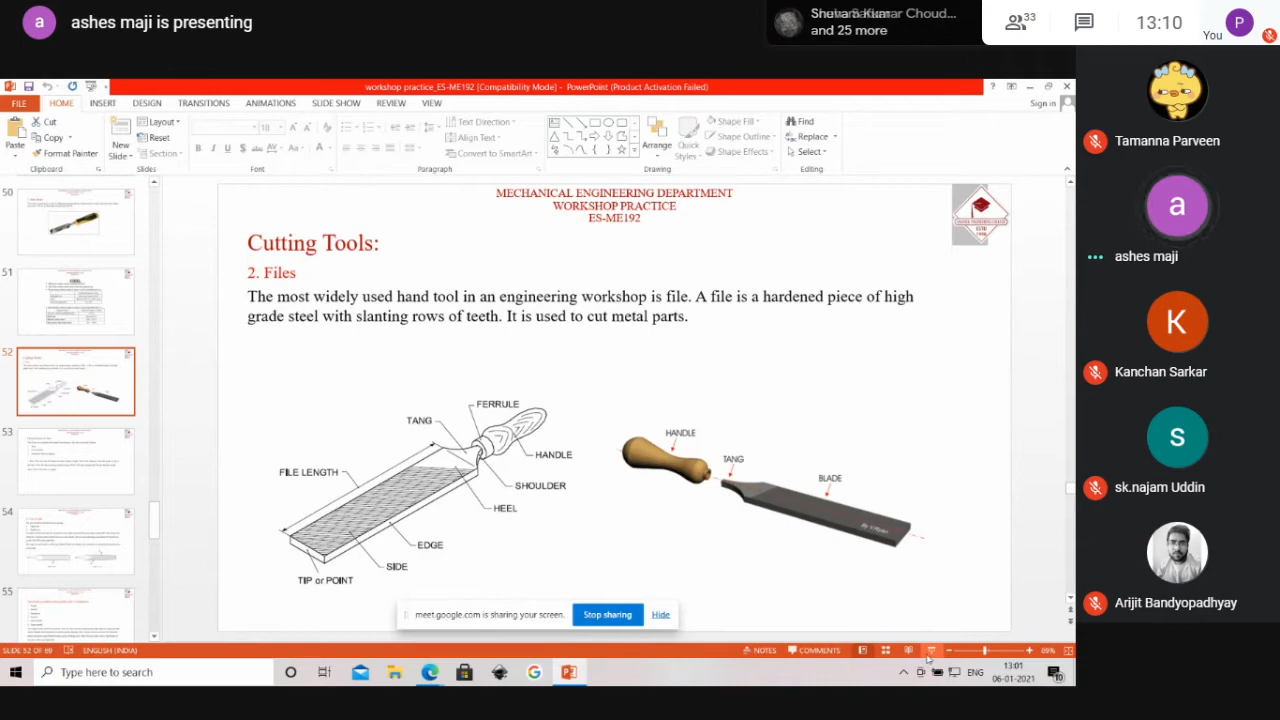 a
ashes maji is presenting
and 25 more
33
13:10
You
P
workshop practice_ES-ME192 [Compatibility Mode] - PowerPoint (Product Activation Failed)
FILE
HOME
INSERT
DESIGN
TRANSITIONS
ANIMATIONS
SLIDE SHOW
REVIEW
VIEW
Sign in
Paste
Cut
Copy
Format Painter
Clipboard
New
Slide
Layout
Reset
Section
Slides
18
Font
Text Direction
Align Text
Convert to SmartArt
Paragraph
Arrange
Quick
Styles
Shape Fill
Shape Outline
Shape Effects
Drawing
Find
Replace
Select
Editing
50
51
52
53
54
55
MECHANICAL ENGINEERING DEPARTMENT
WORKSHOP PRACTICE
ES-ME192
Cutting Tools:
2. Files
The most widely used hand tool in an engineering workshop is file. A file is a hardened piece of high
grade steel with slanting rows of teeth. It is used to cut metal parts.
FERRULE
TANG
HANDLE
FILE LENGTH
SHOULDER
HEEL
EDGE
SIDE
TIP or POINT
HANDLE
TANG
BLADE
meet.google.com is sharing your screen.
Stop sharing
Hide
SLIDE 52 OF 69
ENGLISH (INDIA)
NOTES
COMMENTS
69%
Type here to search
ENG
13:01
06-01-2021
10
Tamanna Parveen
a
ashes maji
K
Kanchan Sarkar
s
sk.najam Uddin
Arijit Bandyopadhyay